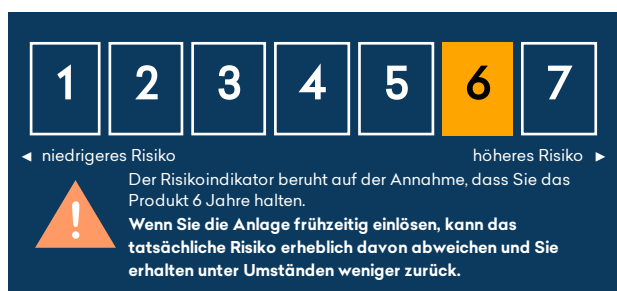 1 2 3 4 5 6 7
◄ niedrigeres Risiko höheres Risiko ►
Der Risikoindikator beruht auf der Annahme, dass Sie das
Produkt 6 Jahre halten.
Wenn Sie die Anlage frühzeitig einlösen, kann das
tatsächliche Risiko erheblich davon abweichen und Sie
erhalten unter Umständen weniger zurück.
!